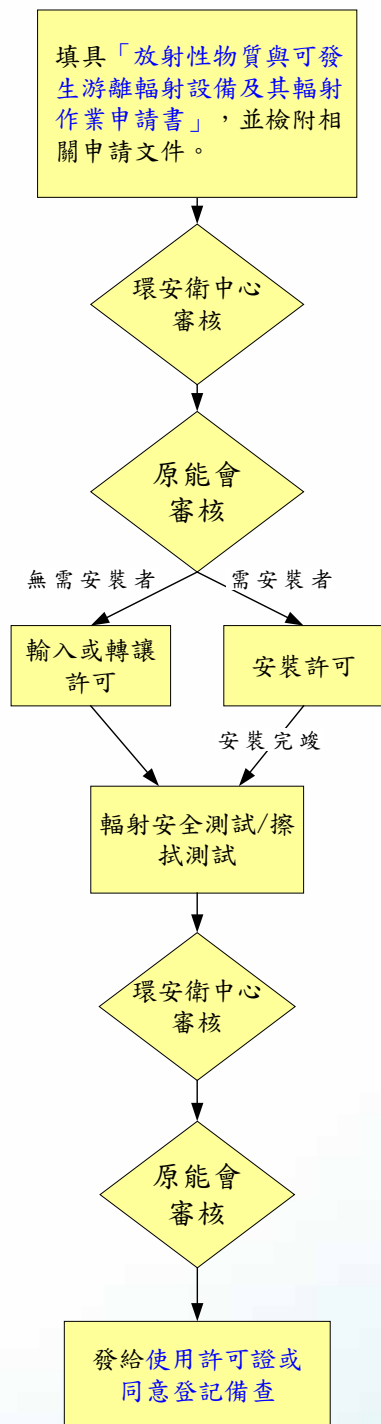 填具「放射性物質與可發
生游離輻射設備及其輻射
作業申請書」，並檢附相
關申請文件。
環安衛中心
審核
原能會
審核
無需安裝者
需安裝者
輸入或轉讓
許可
安裝許可
安裝完竣
輻射安全測試/擦
拭測試
環安衛中心
審核
原能會
審核
發給使用許可證或
同意登記備查